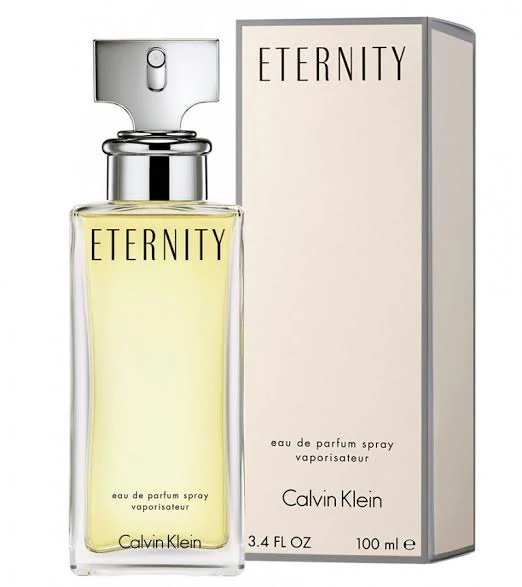 ETERNITY
eau de parfum spray
vaporisateur
Calvin Klein
ETERNITY
eau de parfum spray
vaporisateur
Calvin Klein
3.4 FL OZ 100 ml ℮